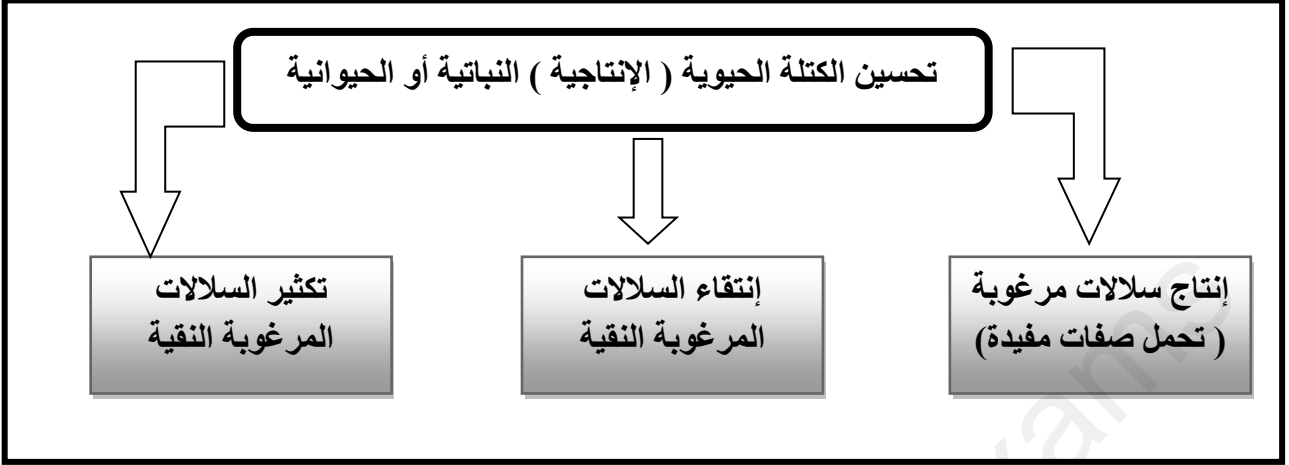 تحسين الكتلة الحيوية ( الإنتاجية ) النباتية أو الحيوانية
إنتاج سلالات مرغوبة
( تحمل صفات مفيدة)
إنتقاء السلالات
المرغوبة النقية
تكثير السلالات
المرغوبة النقية